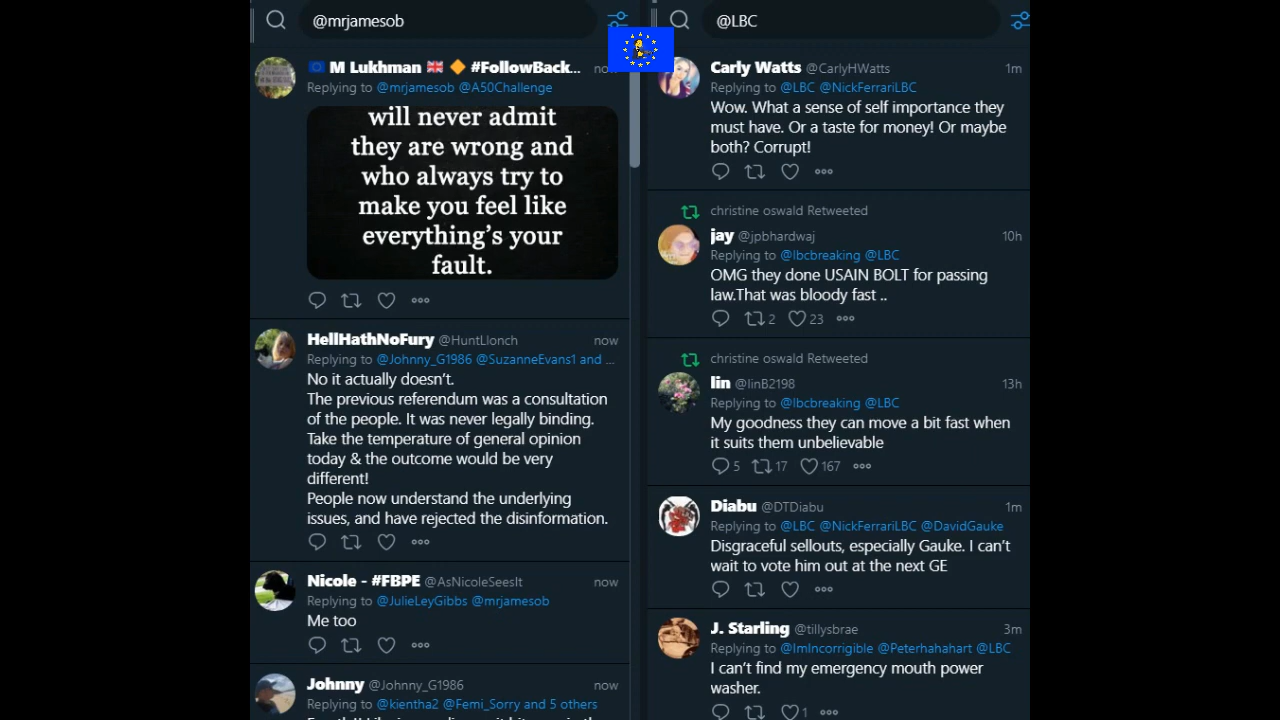 @mrjamesob
M Lukhman 🇬🇧 🔶 #FollowBack... now
Replying to @mrjamesob @A50Challenge
will never admit
they are wrong and
who always try to
make you feel like
everything's your
fault.
HellHathNoFury @HuntLlonch now
Replying to @Johnny_G1986 @SuzanneEvans1 and ...
No it actually doesn't.
The previous referendum was a consultation
of the people. It was never legally binding.
Take the temperature of general opinion
today & the outcome would be very
different!
People now understand the underlying
issues, and have rejected the disinformation.
Nicole - #FBPE @AsNicoleSeesIt now
Replying to @JulieLeyGibbs @mrjamesob
Me too
Johnny @Johnny_G1986 now
Replying to @kientha2 @Femi_Sorry and 5 others
@LBC
Carly Watts @CarlyHWatts 1m
Replying to @LBC @NickFerrariLBC
Wow. What a sense of self importance they
must have. Or a taste for money! Or maybe
both? Corrupt!
christine oswald Retweeted
jay @jpbhardwaj 10h
Replying to @lbcbreaking @LBC
OMG they done USAIN BOLT for passing
law.That was bloody fast ..
2 23
christine oswald Retweeted
lin @linB2198 13h
Replying to @lbcbreaking @LBC
My goodness they can move a bit fast when
it suits them unbelievable
5 17 167
Diabu @DTDiabu 1m
Replying to @LBC @NickFerrariLBC @DavidGauke
Disgraceful sellouts, especially Gauke. I can't
wait to vote him out at the next GE
J. Starling @tillysbrae 3m
Replying to @ImIncorrigible @Peterhahahart @LBC
I can't find my emergency mouth power
washer.
1